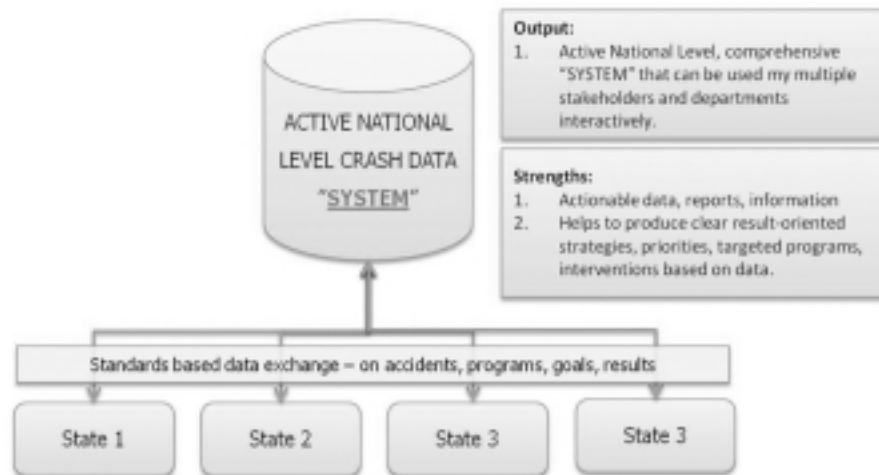 ACTIVE NATIONAL
LEVEL CRASH DATA
"SYSTEM"
Output:
1. Active National Level, comprehensive
"SYSTEM" that can be used my multiple
stakeholders and departments
interactively.
Strengths:
1. Actionable data, reports, information
2. Helps to produce clear result-oriented
strategies, priorities, targeted programs,
interventions based on data.
Standards based data exchange – on accidents, programs, goals, results
State 1
State 2
State 3
State 3